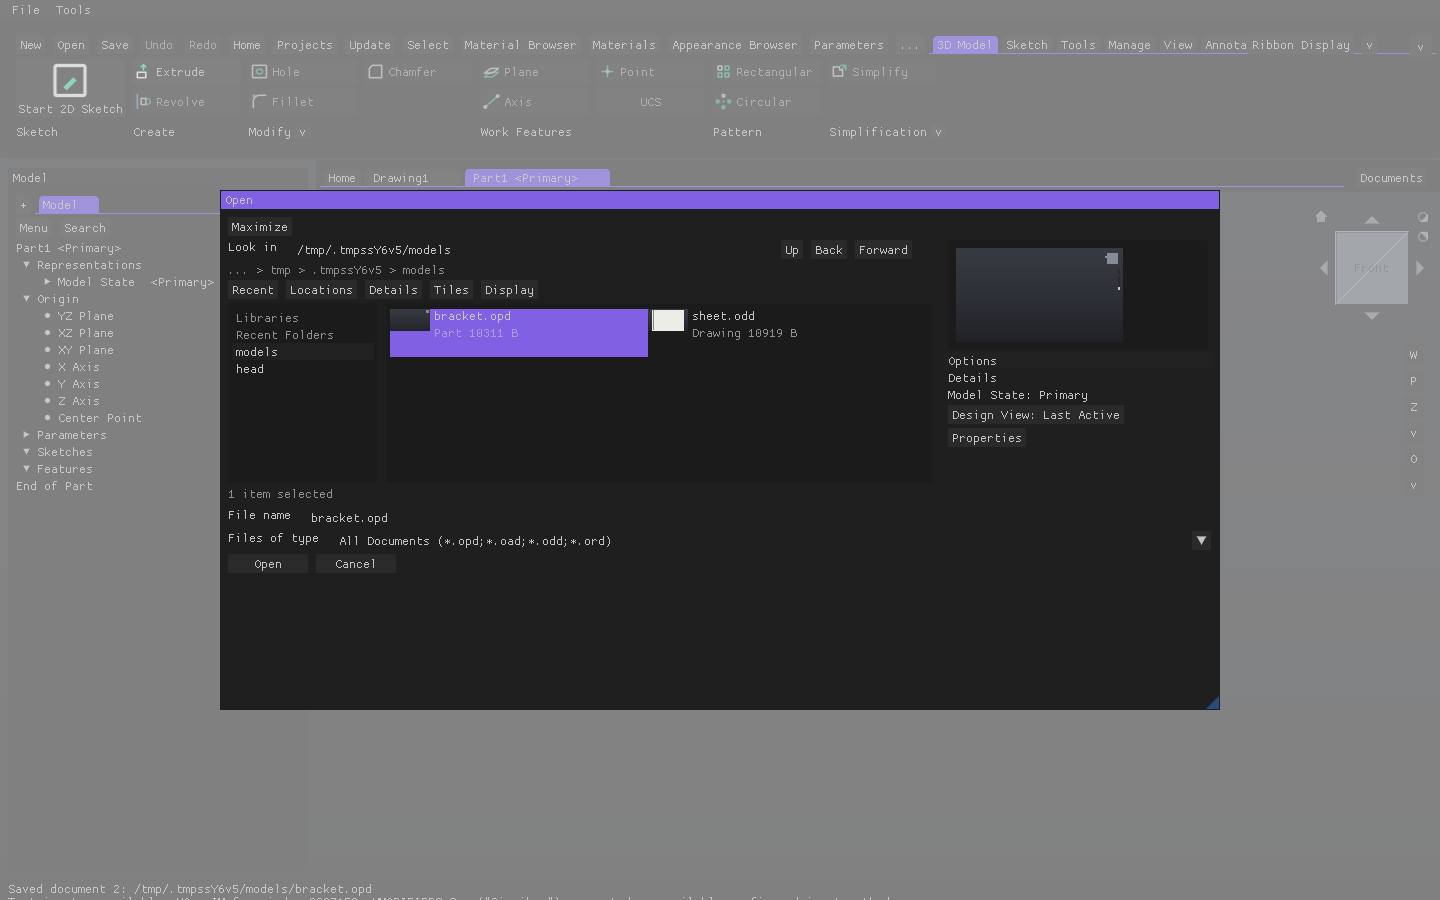 File Tools
New Open Save Undo Redo Home Projects Update Select Material Browser Materials Appearance Browser Parameters ... 3D Model Sketch Tools Manage View Annota Ribbon Display v v
Extrude Hole Chamfer Plane Point Rectangular Simplify
Revolve Fillet Axis UCS Circular
Start 2D Sketch
Sketch Create Modify v Work Features Pattern Simplification v
Model
Home Drawing1 Part1 <Primary> Documents
+ Model
Menu Search
Part1 <Primary>
Representations
Model State <Primary>
Origin
YZ Plane
XZ Plane
XY Plane
X Axis
Y Axis
Z Axis
Center Point
Parameters
Sketches
Features
End of Part
Open
Maximize
Look in /tmp/.tmpssY6v5/models Up Back Forward
... > tmp > .tmpssY6v5 > models
Recent Locations Details Tiles Display
Libraries
Recent Folders
models
head
bracket.opd
Part 10311 B
sheet.odd
Drawing 10919 B
1 item selected
File name bracket.opd
Files of type All Documents (*.opd;*.oad;*.odd;*.ord)
Open Cancel
Options
Details
Model State: Primary
Design View: Last Active
Properties
Front
W
P
Z
v
O
v
Saved document 2: /tmp/.tmpssY6v5/models/bracket.opd